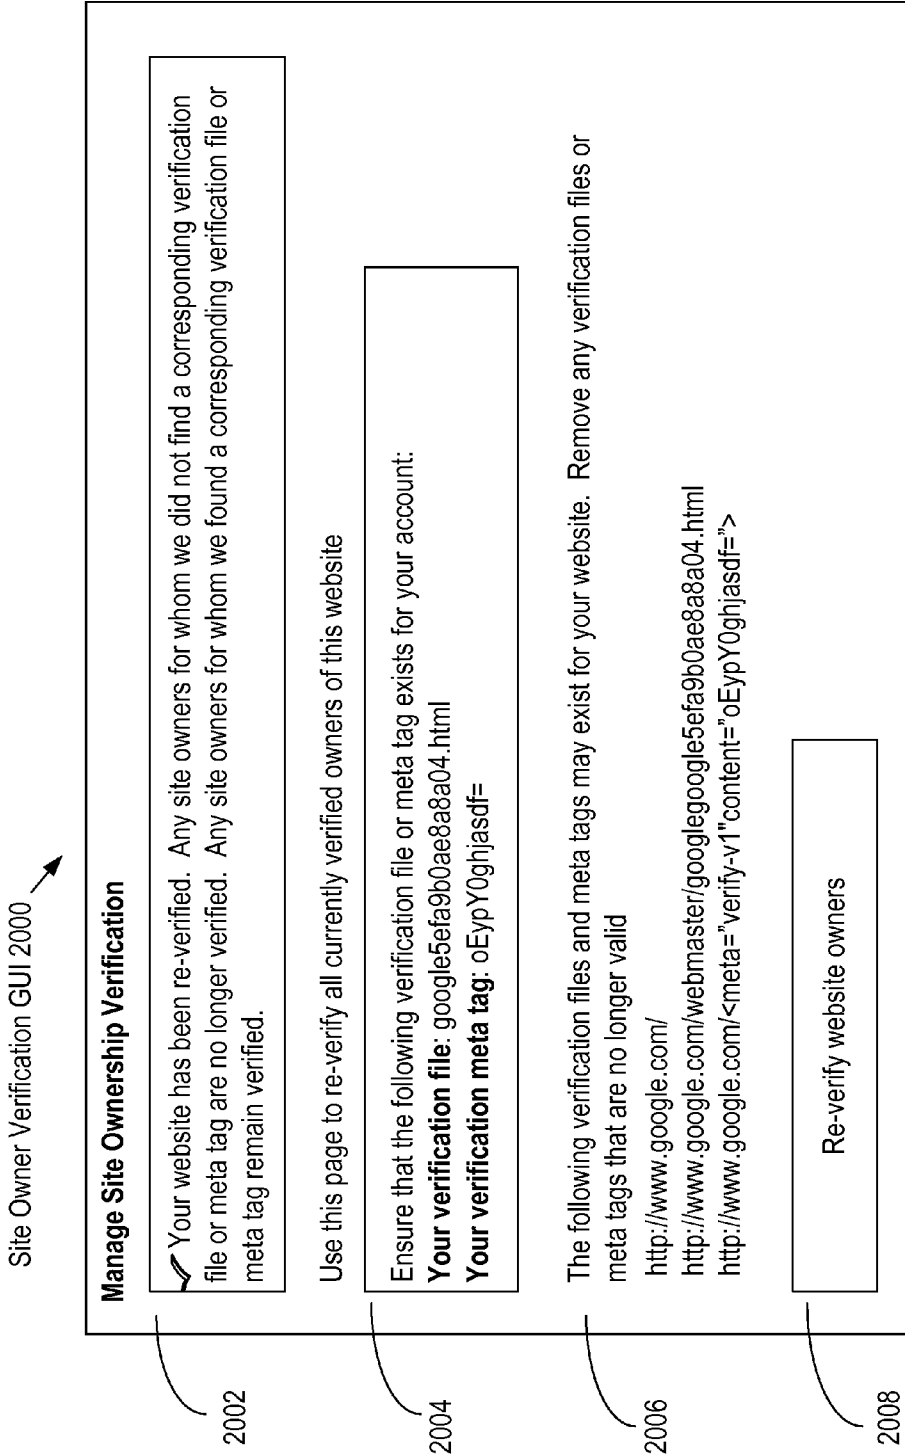 Site Owner Verification GUI 2000
Manage Site Ownership Verification
Your website has been re-verified. Any site owners for whom we did not find a corresponding verification
file or meta tag are no longer verified. Any site owners for whom we found a corresponding verification file or
meta tag remain verified.
2002
Use this page to re-verify all currently verified owners of this website
Ensure that the following verification file or meta tag exists for your account:
Your verification file: google5efa9b0ae8a8a04.html
Your verification meta tag: oEypY0ghjasdf=
2004
The following verification files and meta tags may exist for your website. Remove any verification files or
meta tags that are no longer valid
http://www.google.com/
http://www.google.com/webmaster/googlegoogle5efa9b0ae8a8a04.html
http://www.google.com/<meta=”verify-v1"content=”oEypY0ghjasdf=”>
2006
Re-verify website owners
2008